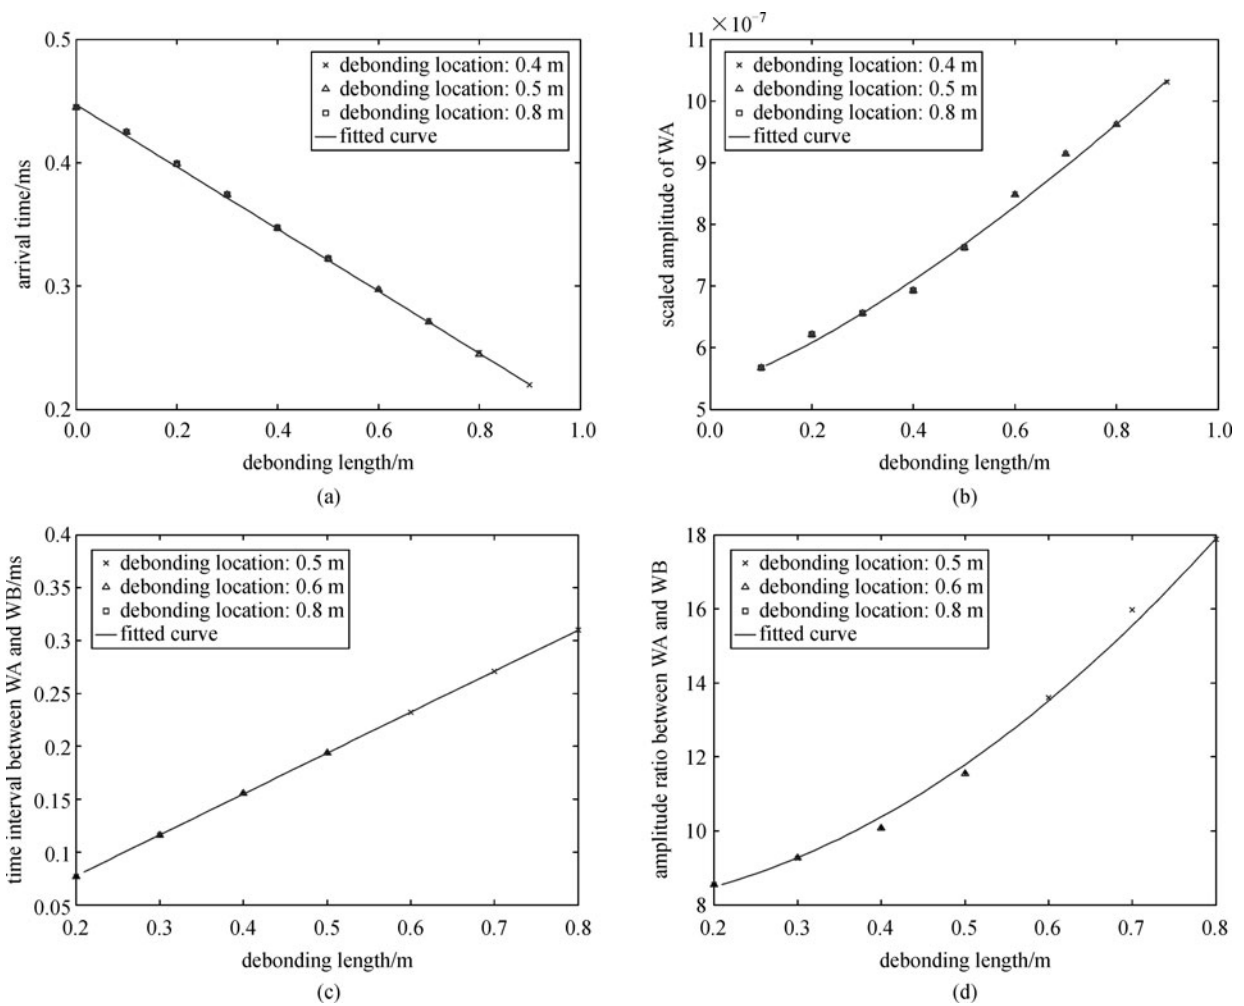 0.5
0.4
0.3
0.2
arrival time/ms
debonding location: 0.4 m
debonding location: 0.5 m
debonding location: 0.8 m
fitted curve
0.0 0.2 0.4 0.6 0.8 1.0
debonding length/m
(a)
×10⁻⁷
11
10
9
8
7
6
5
scaled amplitude of WA
debonding location: 0.4 m
debonding location: 0.5 m
debonding location: 0.8 m
fitted curve
0.0 0.2 0.4 0.6 0.8 1.0
debonding length/m
(b)
0.4
0.35
0.3
0.25
0.2
0.15
0.1
0.05
time interval between WA and WB/ms
debonding location: 0.5 m
debonding location: 0.6 m
debonding location: 0.8 m
fitted curve
0.2 0.3 0.4 0.5 0.6 0.7 0.8
debonding length/m
(c)
18
16
14
12
10
8
amplitude ratio between WA and WB
debonding location: 0.5 m
debonding location: 0.6 m
debonding location: 0.8 m
fitted curve
0.2 0.3 0.4 0.5 0.6 0.7 0.8
debonding length/m
(d)